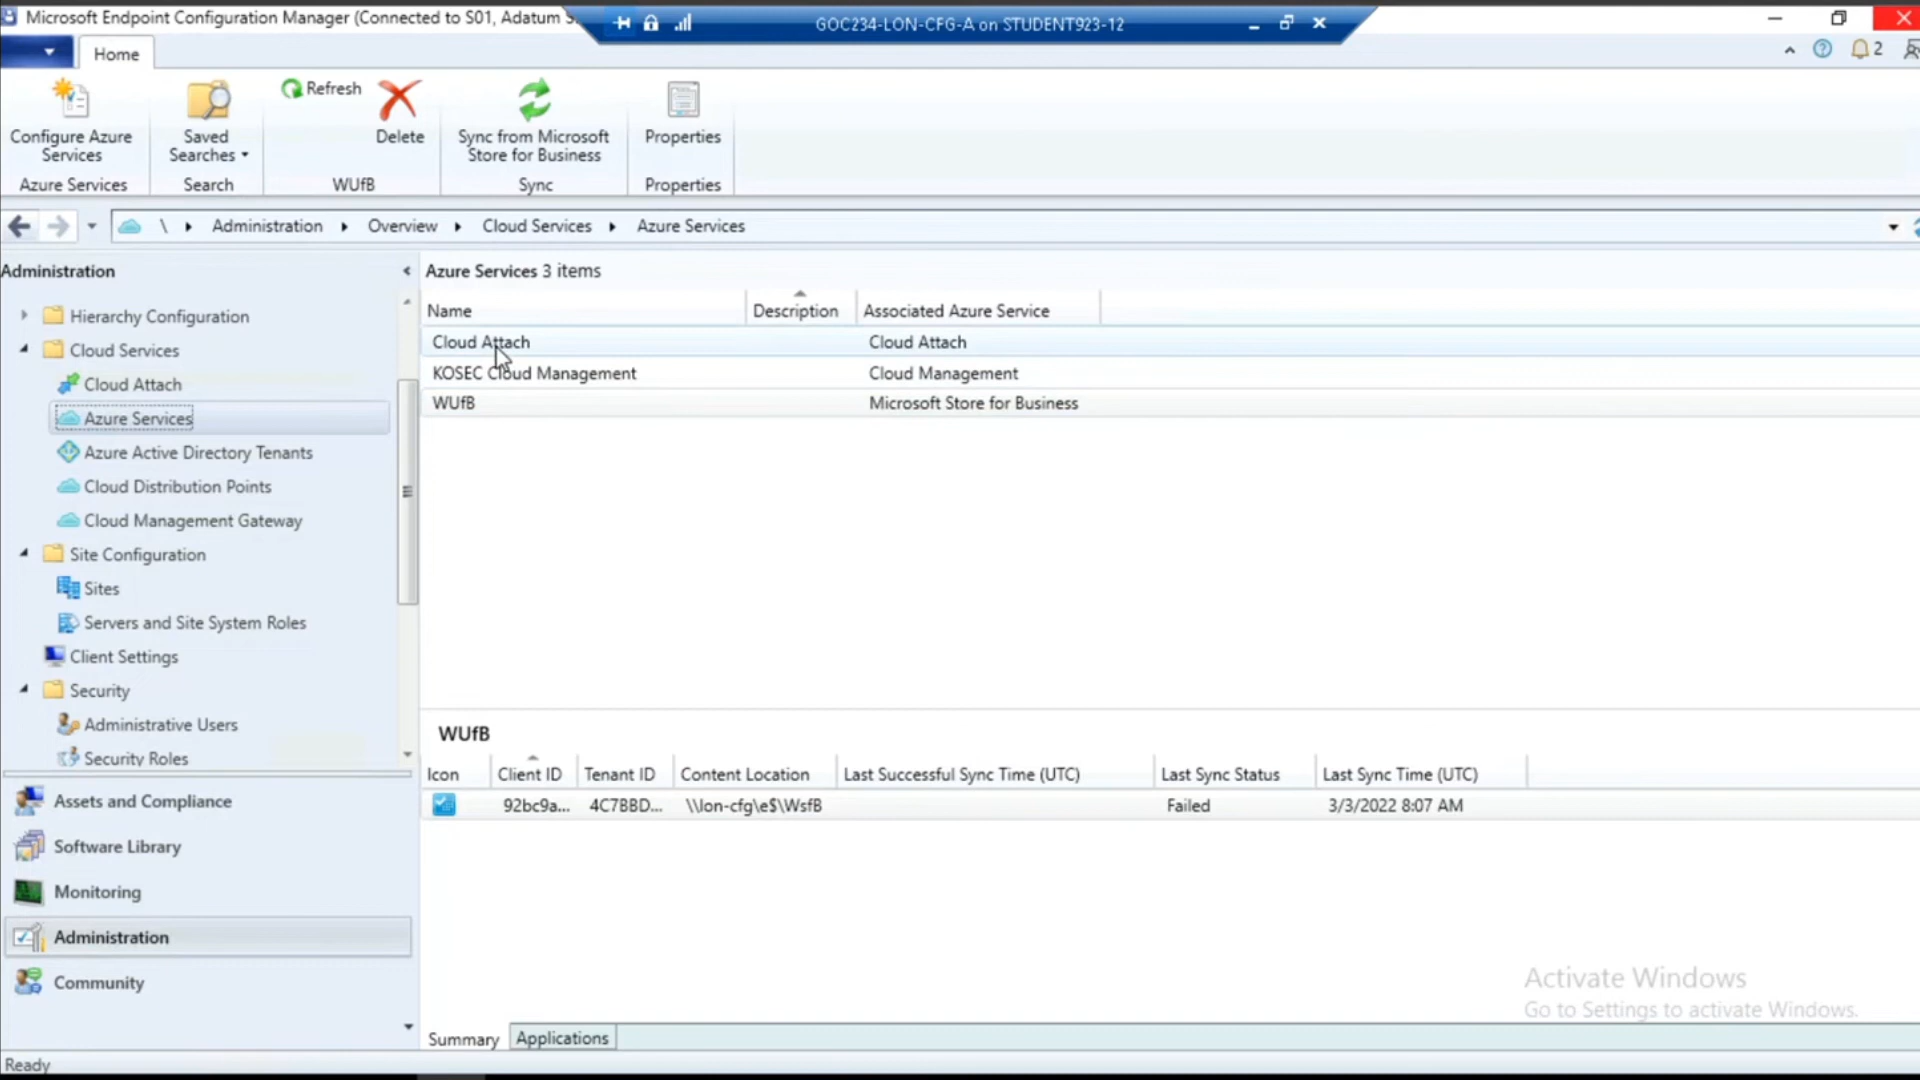 Microsoft Endpoint Configuration Manager (Connected to S01, Adatum S
GOC234-LON-CFG-A on STUDENT923-12
Home
2
Configure Azure Services
Saved Searches
Refresh
Delete
Sync from Microsoft Store for Business
Properties
Azure Services
Search
WUfB
Sync
Properties
\ Administration Overview Cloud Services Azure Services
Administration
Hierarchy Configuration
Cloud Services
Cloud Attach
Azure Services
Azure Active Directory Tenants
Cloud Distribution Points
Cloud Management Gateway
Site Configuration
Sites
Servers and Site System Roles
Client Settings
Security
Administrative Users
Security Roles
Assets and Compliance
Software Library
Monitoring
Administration
Community
Azure Services 3 items
Name Description Associated Azure Service
Cloud Attach Cloud Attach
KOSEC Cloud Management Cloud Management
WUfB Microsoft Store for Business
WUfB
Icon Client ID Tenant ID Content Location Last Successful Sync Time (UTC) Last Sync Status Last Sync Time (UTC)
92bc9a... 4C7BBD... \\lon-cfg\e$\WsfB Failed 3/3/2022 8:07 AM
Activate Windows
Go to Settings to activate Windows.
Summary Applications
Ready